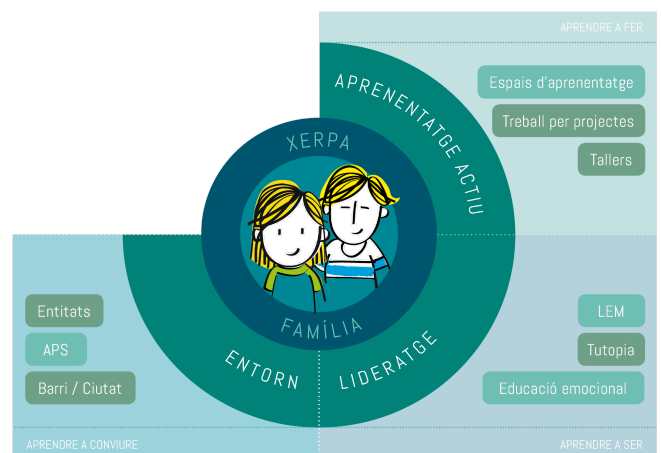 APRENDRE A FER
APRENENTATGE ACTIU
Espais d'aprenentatge
Treball per projectes
Tallers
XERPA
FAMÍLIA
Entitats
APS
Barri / Ciutat
ENTORN
LIDERATGE
LEM
Tutopia
Educació emocional
APRENDRE A CONVIURE
APRENDRE A SER